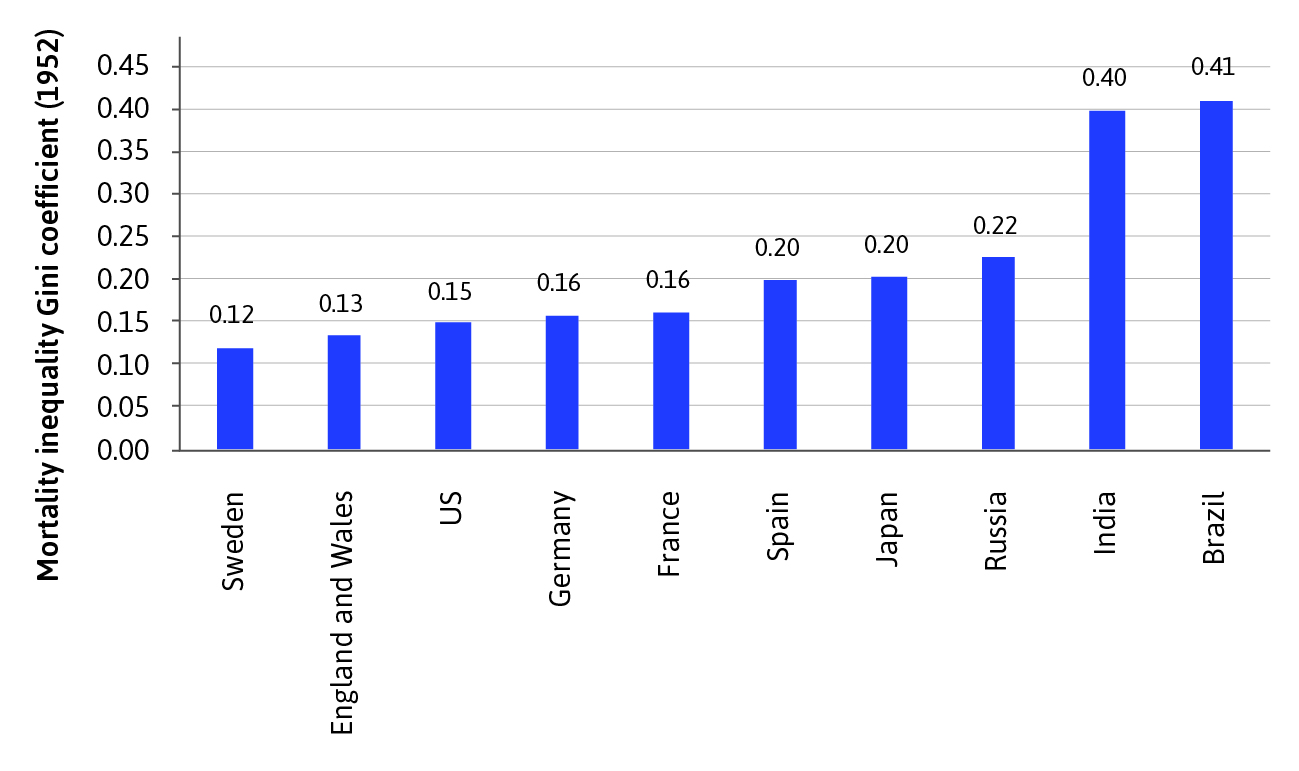 Mortality inequality Gini coefficient (1952)
0.45
0.40
0.35
0.30
0.25
0.20
0.15
0.10
0.05
0.00
0.12
0.13
0.15
0.16
0.16
0.20
0.20
0.22
0.40
0.41
Sweden
England and Wales
US
Germany
France
Spain
Japan
Russia
India
Brazil